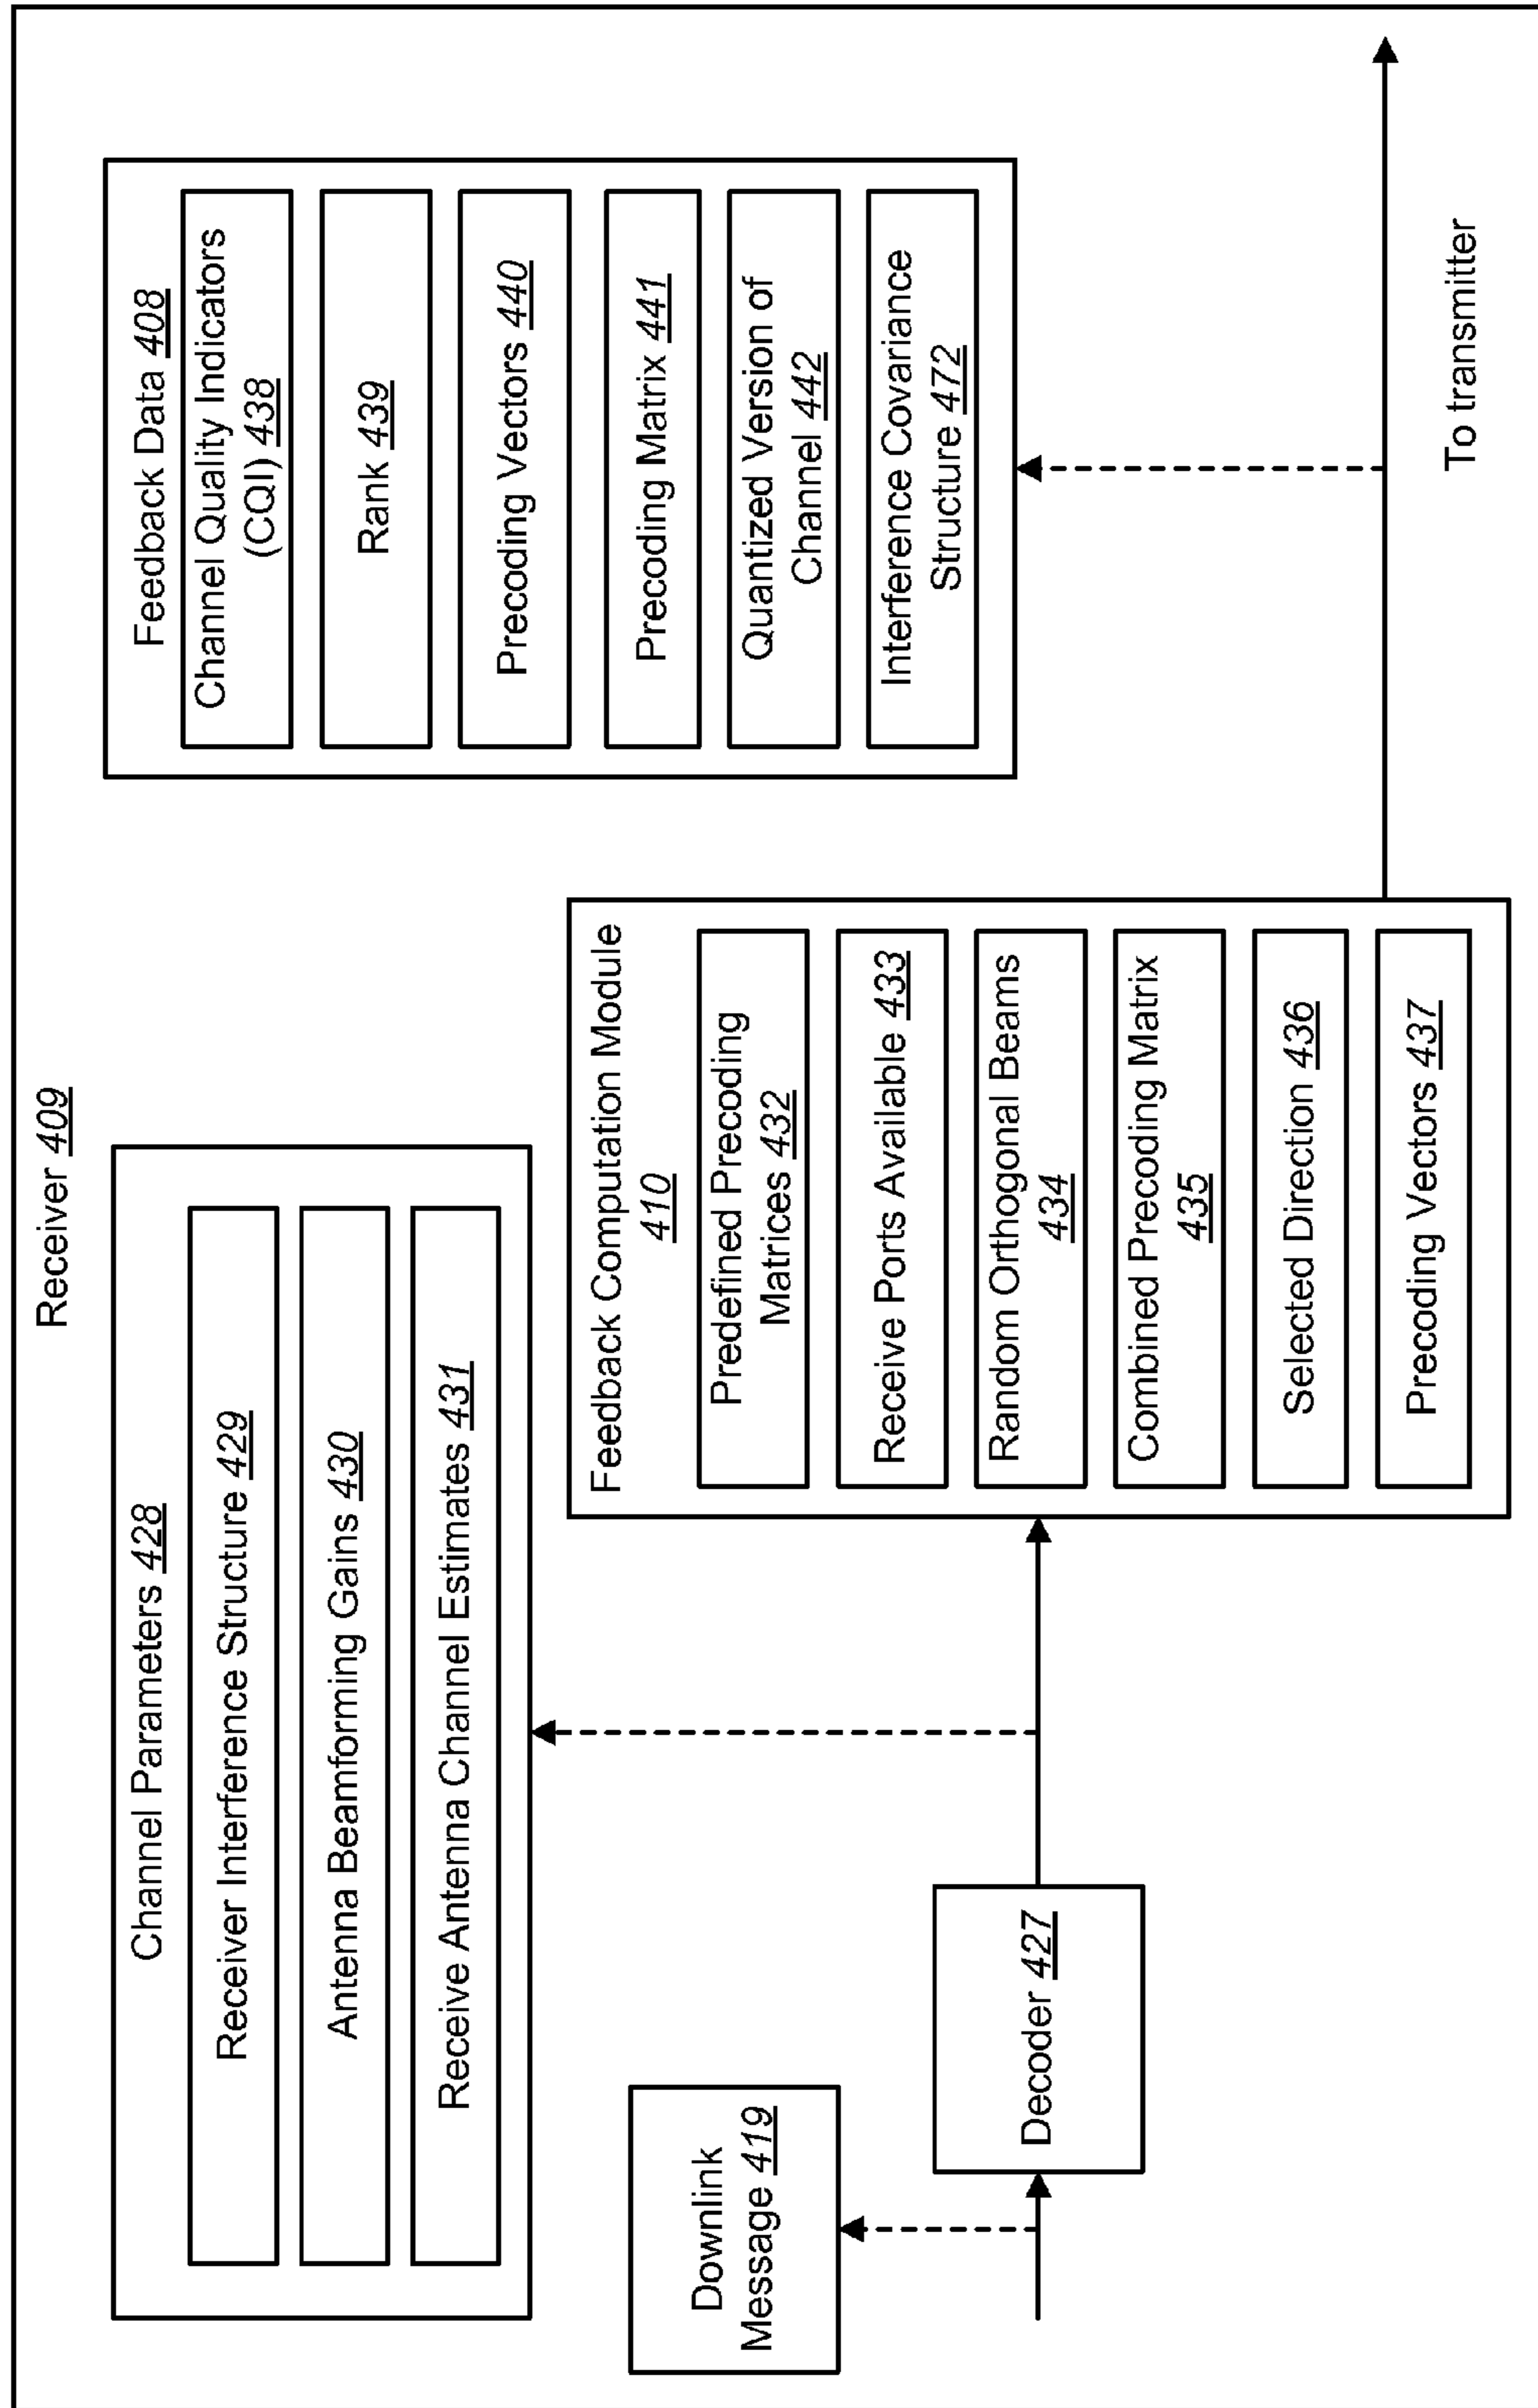 Receiver 409
Channel Parameters 428
Receiver Interference Structure 429
Antenna Beamforming Gains 430
Receive Antenna Channel Estimates 431
Downlink
Message 419
Decoder 427
Feedback Computation Module
410
Predefined Precoding
Matrices 432
Receive Ports Available 433
Random Orthogonal Beams
434
Combined Precoding Matrix
435
Selected Direction 436
Precoding Vectors 437
Feedback Data 408
Channel Quality Indicators
(CQI) 438
Rank 439
Precoding Vectors 440
Precoding Matrix 441
Quantized Version of
Channel 442
Interference Covariance
Structure 472
To transmitter